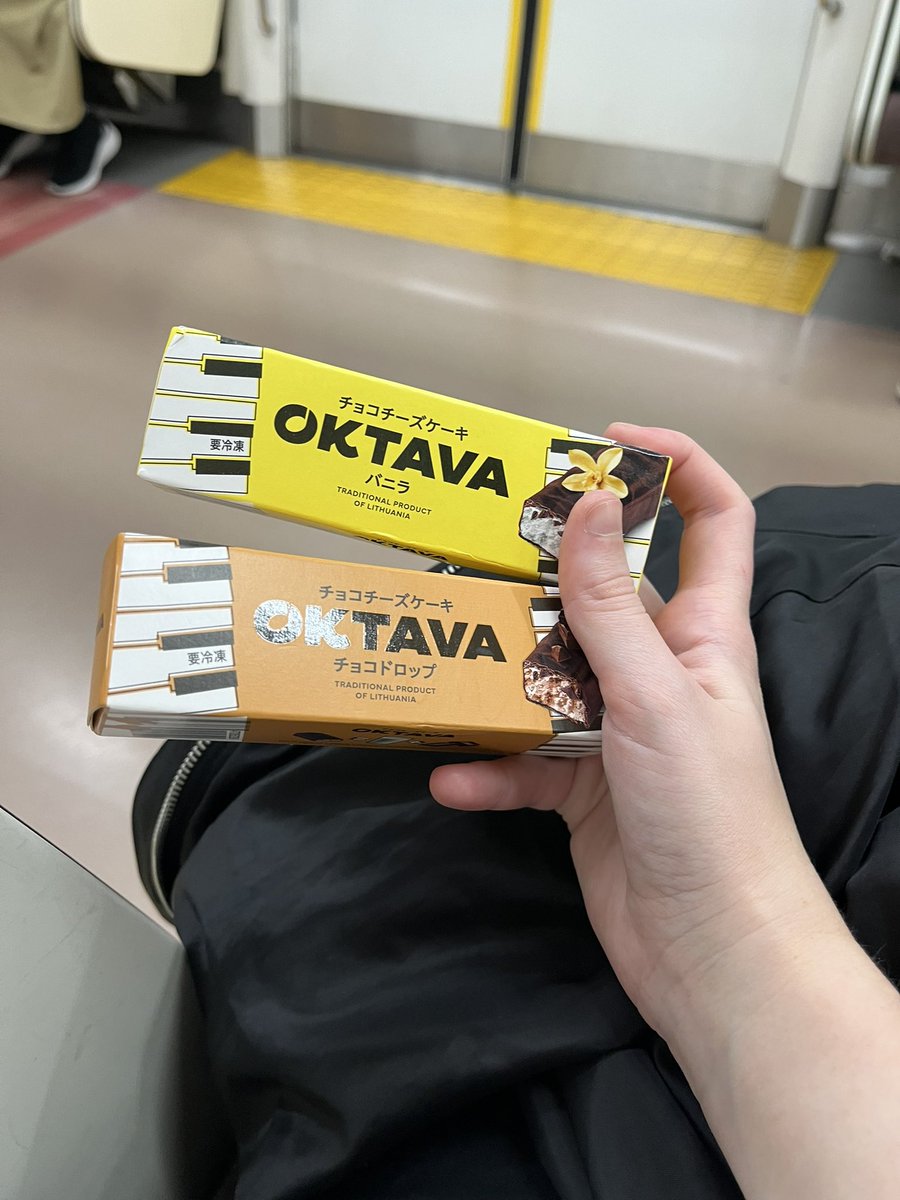 チョコチーズケーキ
OKTAVA
バニラ
TRADITIONAL PRODUCT
OF LITHUANIA
要冷凍
OKTAVA
チョコチーズケーキ
OKTAVA
チョコドロップ
TRADITIONAL PRODUCT
OF LITHUANIA
要冷凍
OKTAVA